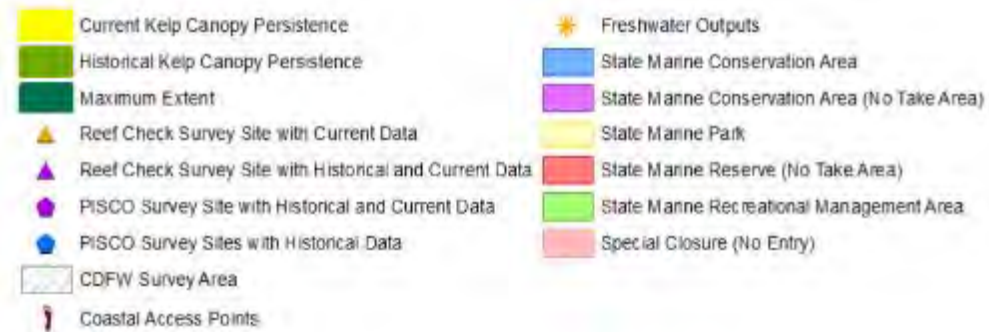 Current Kelp Canopy Persistence
Historical Kelp Canopy Persistence
Maximum Extent
Reef Check Survey Site with Current Data
Reef Check Survey Site with Historical and Current Data
PISCO Survey Site with Historical and Current Data
PISCO Survey Sites with Historical Data
CDFW Survey Area
Coastal Access Points
Freshwater Outputs
State Marine Conservation Area
State Marine Conservation Area (No Take Area)
State Marine Park
State Marine Reserve (No Take Area)
State Marine Recreational Management Area
Special Closure (No Entry)